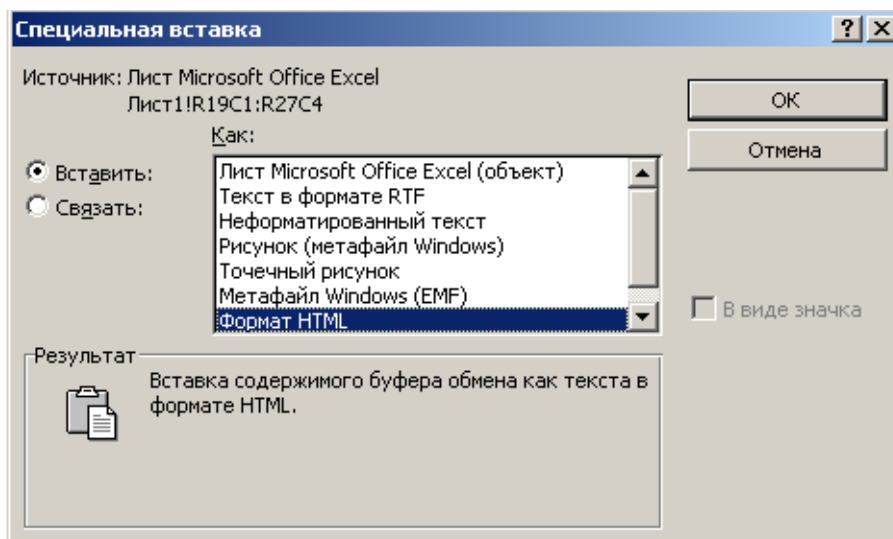 Специальная вставка
Источник: Лист Microsoft Office Excel
Лист1!R19C1:R27C4
ОК
Как:
Отмена
Вставить:
Связать:
Лист Microsoft Office Excel (объект)
Текст в формате RTF
Неформатированный текст
Рисунок (метафайл Windows)
Точечный рисунок
Метафайл Windows (EMF)
Формат HTML
В виде значка
Результат
Вставка содержимого буфера обмена как текста в
формате HTML.